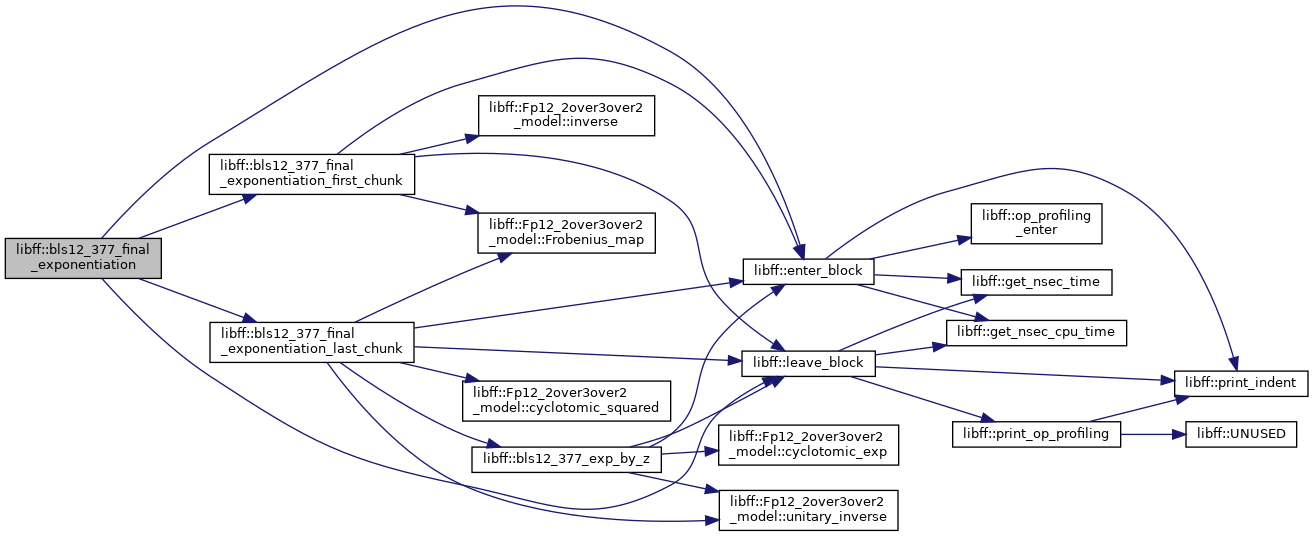 libff::bls12_377_final
_exponentiation
libff::bls12_377_final
_exponentiation_first_chunk
libff::bls12_377_final
_exponentiation_last_chunk
libff::Fp12_2over3over2
_model::inverse
libff::Fp12_2over3over2
_model::Frobenius_map
libff::Fp12_2over3over2
_model::cyclotomic_squared
libff::bls12_377_exp_by_z
libff::enter_block
libff::leave_block
libff::Fp12_2over3over2
_model::cyclotomic_exp
libff::Fp12_2over3over2
_model::unitary_inverse
libff::op_profiling
_enter
libff::get_nsec_time
libff::get_nsec_cpu_time
libff::print_op_profiling
libff::print_indent
libff::UNUSED